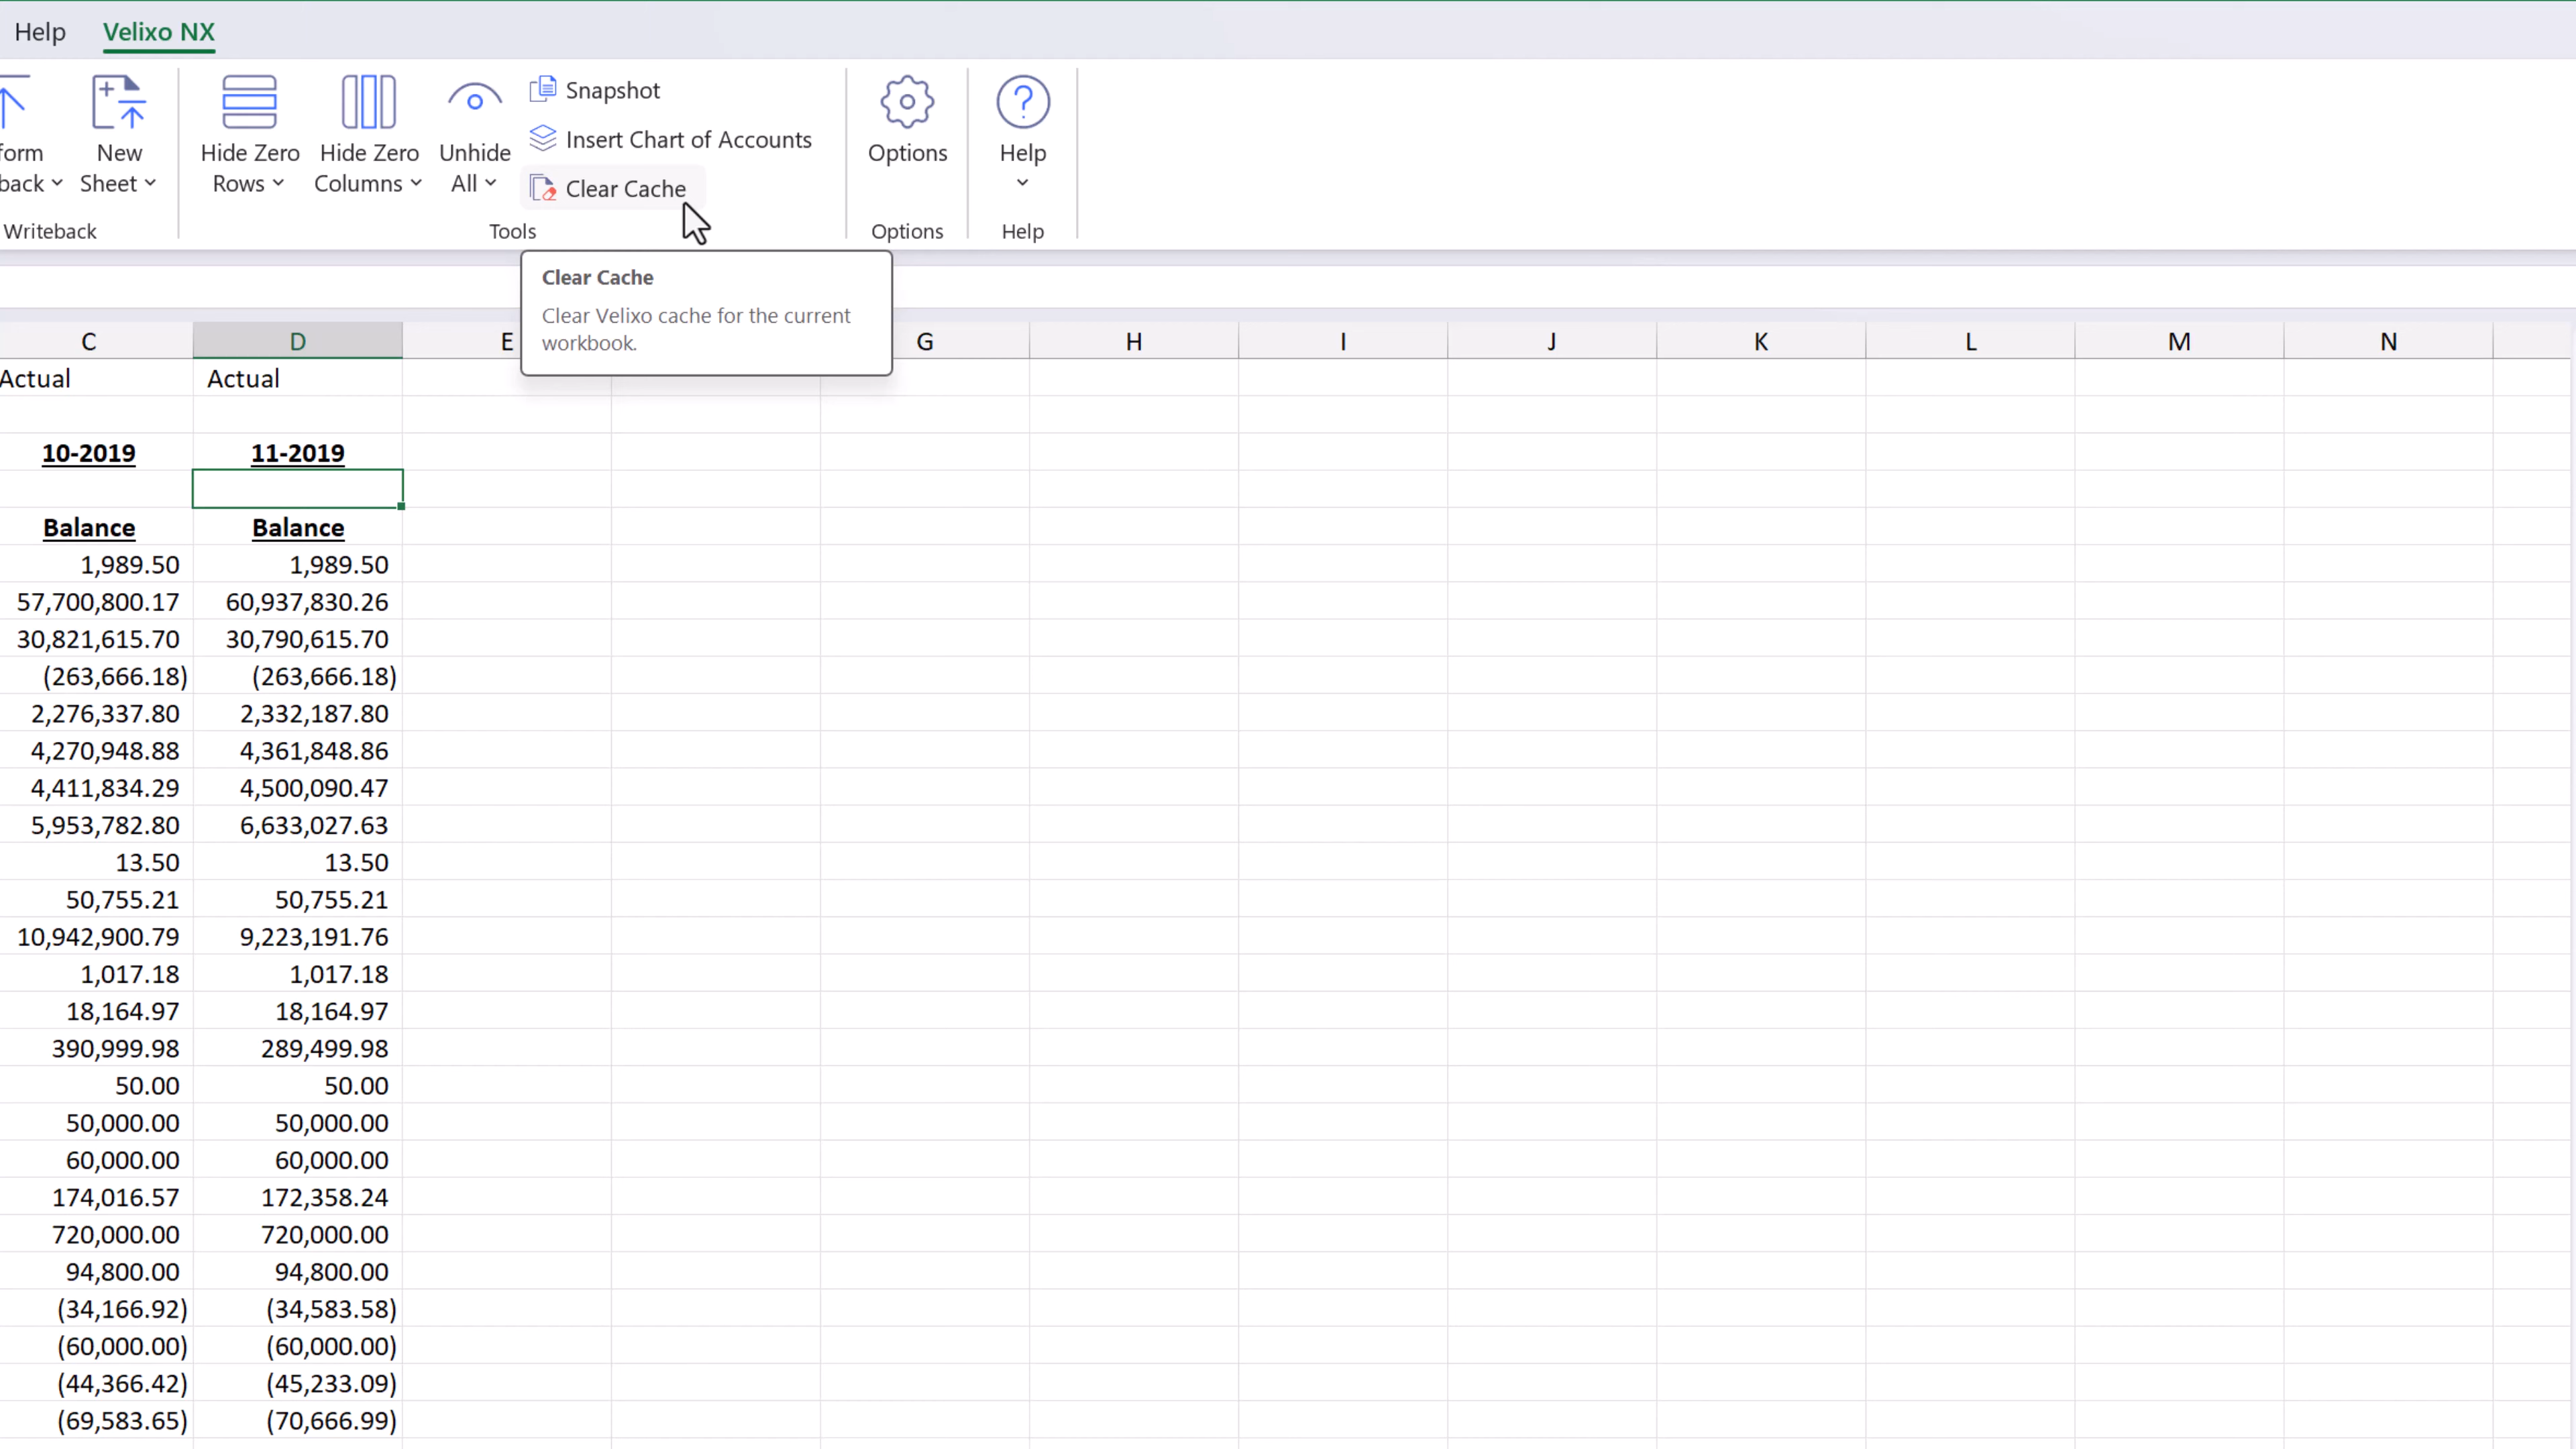 Help Velixo NX
form New Hide Zero Hide Zero Unhide Snapshot Options Help
back Sheet Rows Columns All Insert Chart of Accounts
Clear Cache
Writeback Tools Options Help
Clear Cache
Clear Velixo cache for the current
workbook.
C D E G H I J K L M N
Actual Actual
10-2019 11-2019
Balance Balance
1,989.50 1,989.50
57,700,800.17 60,937,830.26
30,821,615.70 30,790,615.70
(263,666.18) (263,666.18)
2,276,337.80 2,332,187.80
4,270,948.88 4,361,848.86
4,411,834.29 4,500,090.47
5,953,782.80 6,633,027.63
13.50 13.50
50,755.21 50,755.21
10,942,900.79 9,223,191.76
1,017.18 1,017.18
18,164.97 18,164.97
390,999.98 289,499.98
50.00 50.00
50,000.00 50,000.00
60,000.00 60,000.00
174,016.57 172,358.24
720,000.00 720,000.00
94,800.00 94,800.00
(34,166.92) (34,583.58)
(60,000.00) (60,000.00)
(44,366.42) (45,233.09)
(69,583.65) (70,666.99)